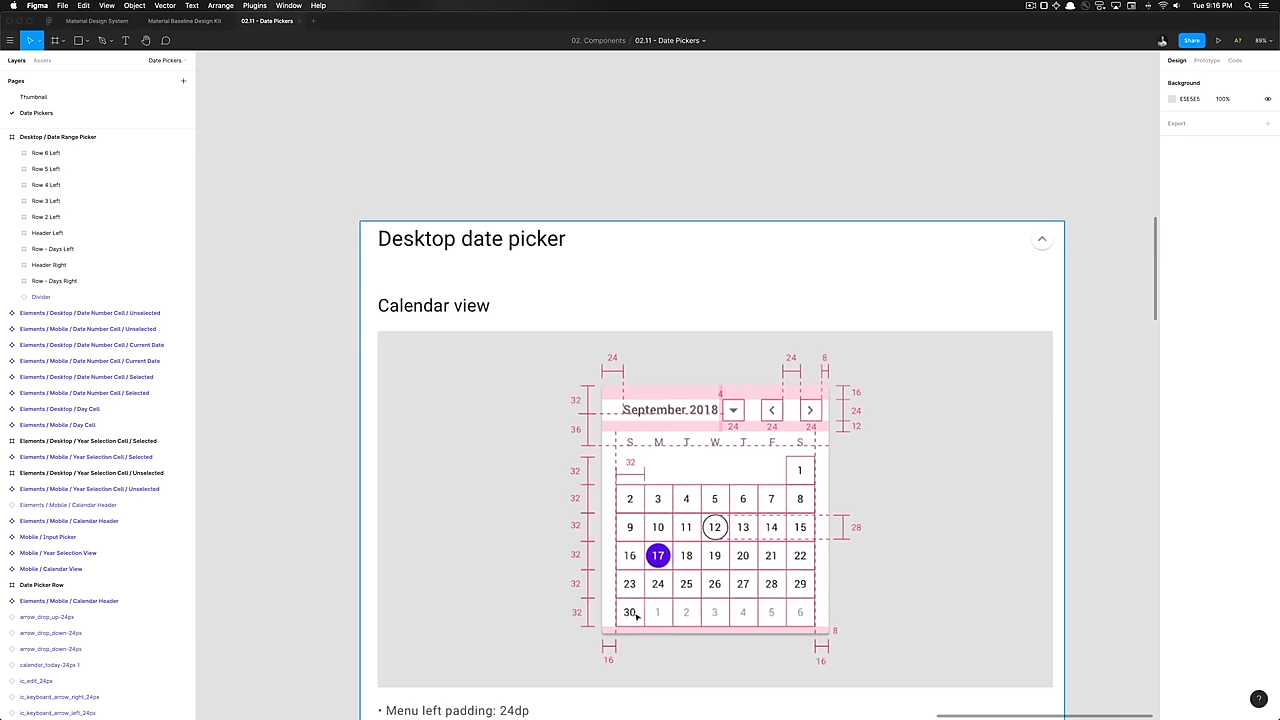 Figma File Edit View Object Vector Text Arrange Plugins Window Help Tue 9:16 PM
Material Design System Material Baseline Design Kit 02.11 - Date Pickers
02. Components / 02.11 - Date Pickers Share A? 89%
Layers Assets Date Pickers
Pages
Thumbnail
Date Pickers
Desktop / Date Range Picker
Row 6 Left
Row 5 Left
Row 4 Left
Row 3 Left
Row 2 Left
Header Left
Row - Days Left
Header Right
Row - Days Right
Divider
Elements / Desktop / Date Number Cell / Unselected
Elements / Mobile / Date Number Cell / Unselected
Elements / Desktop / Date Number Cell / Current Date
Elements / Mobile / Date Number Cell / Current Date
Elements / Desktop / Date Number Cell / Selected
Elements / Mobile / Date Number Cell / Selected
Elements / Desktop / Day Cell
Elements / Mobile / Day Cell
Elements / Desktop / Year Selection Cell / Selected
Elements / Mobile / Year Selection Cell / Selected
Elements / Desktop / Year Selection Cell / Unselected
Elements / Mobile / Year Selection Cell / Unselected
Elements / Mobile / Calendar Header
Elements / Mobile / Calendar Header
Mobile / Input Picker
Mobile / Year Selection View
Mobile / Calendar View
Date Picker Row
Elements / Mobile / Calendar Header
arrow_drop_up-24px
arrow_drop_down-24px
arrow_drop_down-24px
calendar_today-24px 1
ic_edit_24px
ic_keyboard_arrow_right_24px
ic_keyboard_arrow_left_24px
Desktop date picker
Calendar view
24 24 8
4
32 September 2018 16
24
36 24 24 24 12
S M T W T F S
32 32 1
32 2 3 4 5 6 7 8
32 9 10 11 12 13 14 15 28
32 16 17 18 19 20 21 22
32 23 24 25 26 27 28 29
32 30 1 2 3 4 5 6
8
16 16
• Menu left padding: 24dp
Design Prototype Code
Background
E5E5E5 100%
Export
?